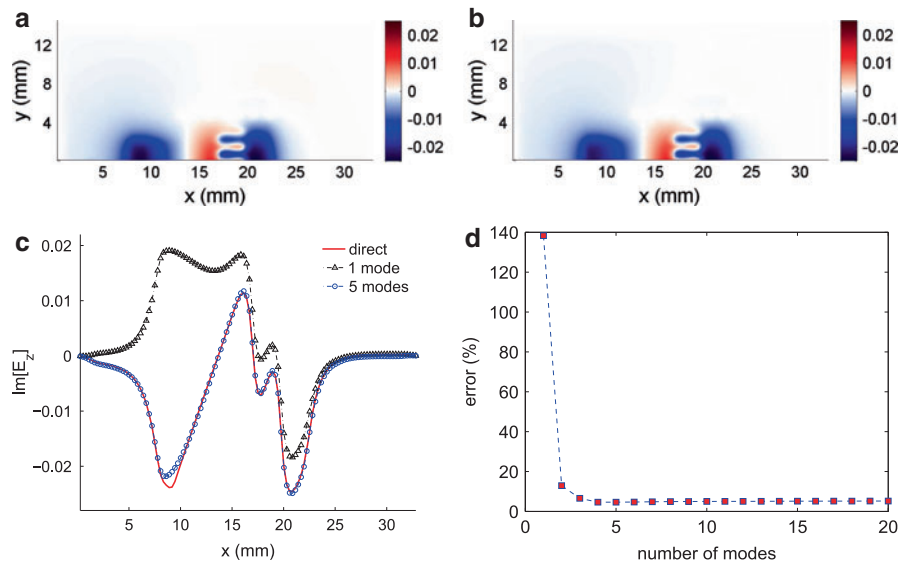 a
12
8
4
y (mm)
5 10 15 20 25 30
x (mm)
0.02
0.01
0
-0.01
-0.02
b
12
8
4
y (mm)
5 10 15 20 25 30
x (mm)
0.02
0.01
0
-0.01
-0.02
c
0.02
0.01
0
−0.01
−0.02
Im[E_z]
direct
1 mode
5 modes
5 10 15 20 25 30
x (mm)
d
140
120
100
80
60
40
20
0
error (%)
0 5 10 15 20
number of modes